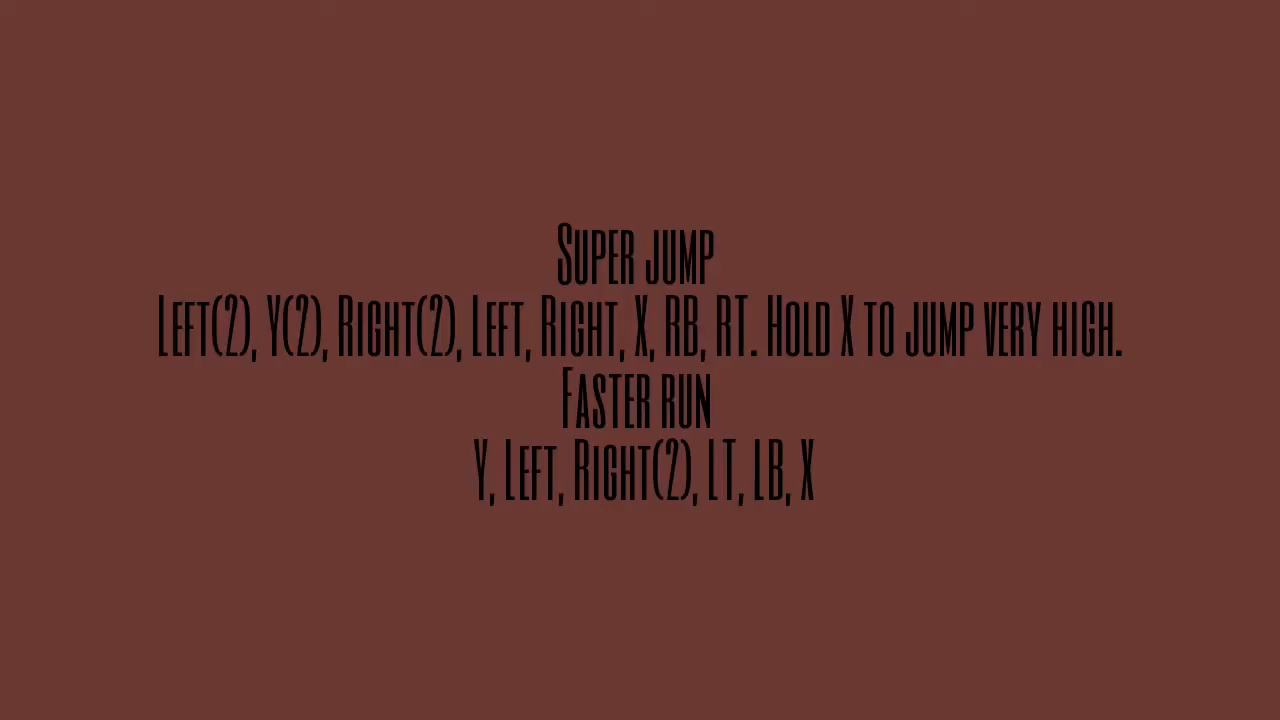 Super jump
Left(2), Y(2), Right(2), Left, Right, X, RB, RT. Hold X to jump very high.
Faster run
Y, Left, Right(2), LT, LB, X